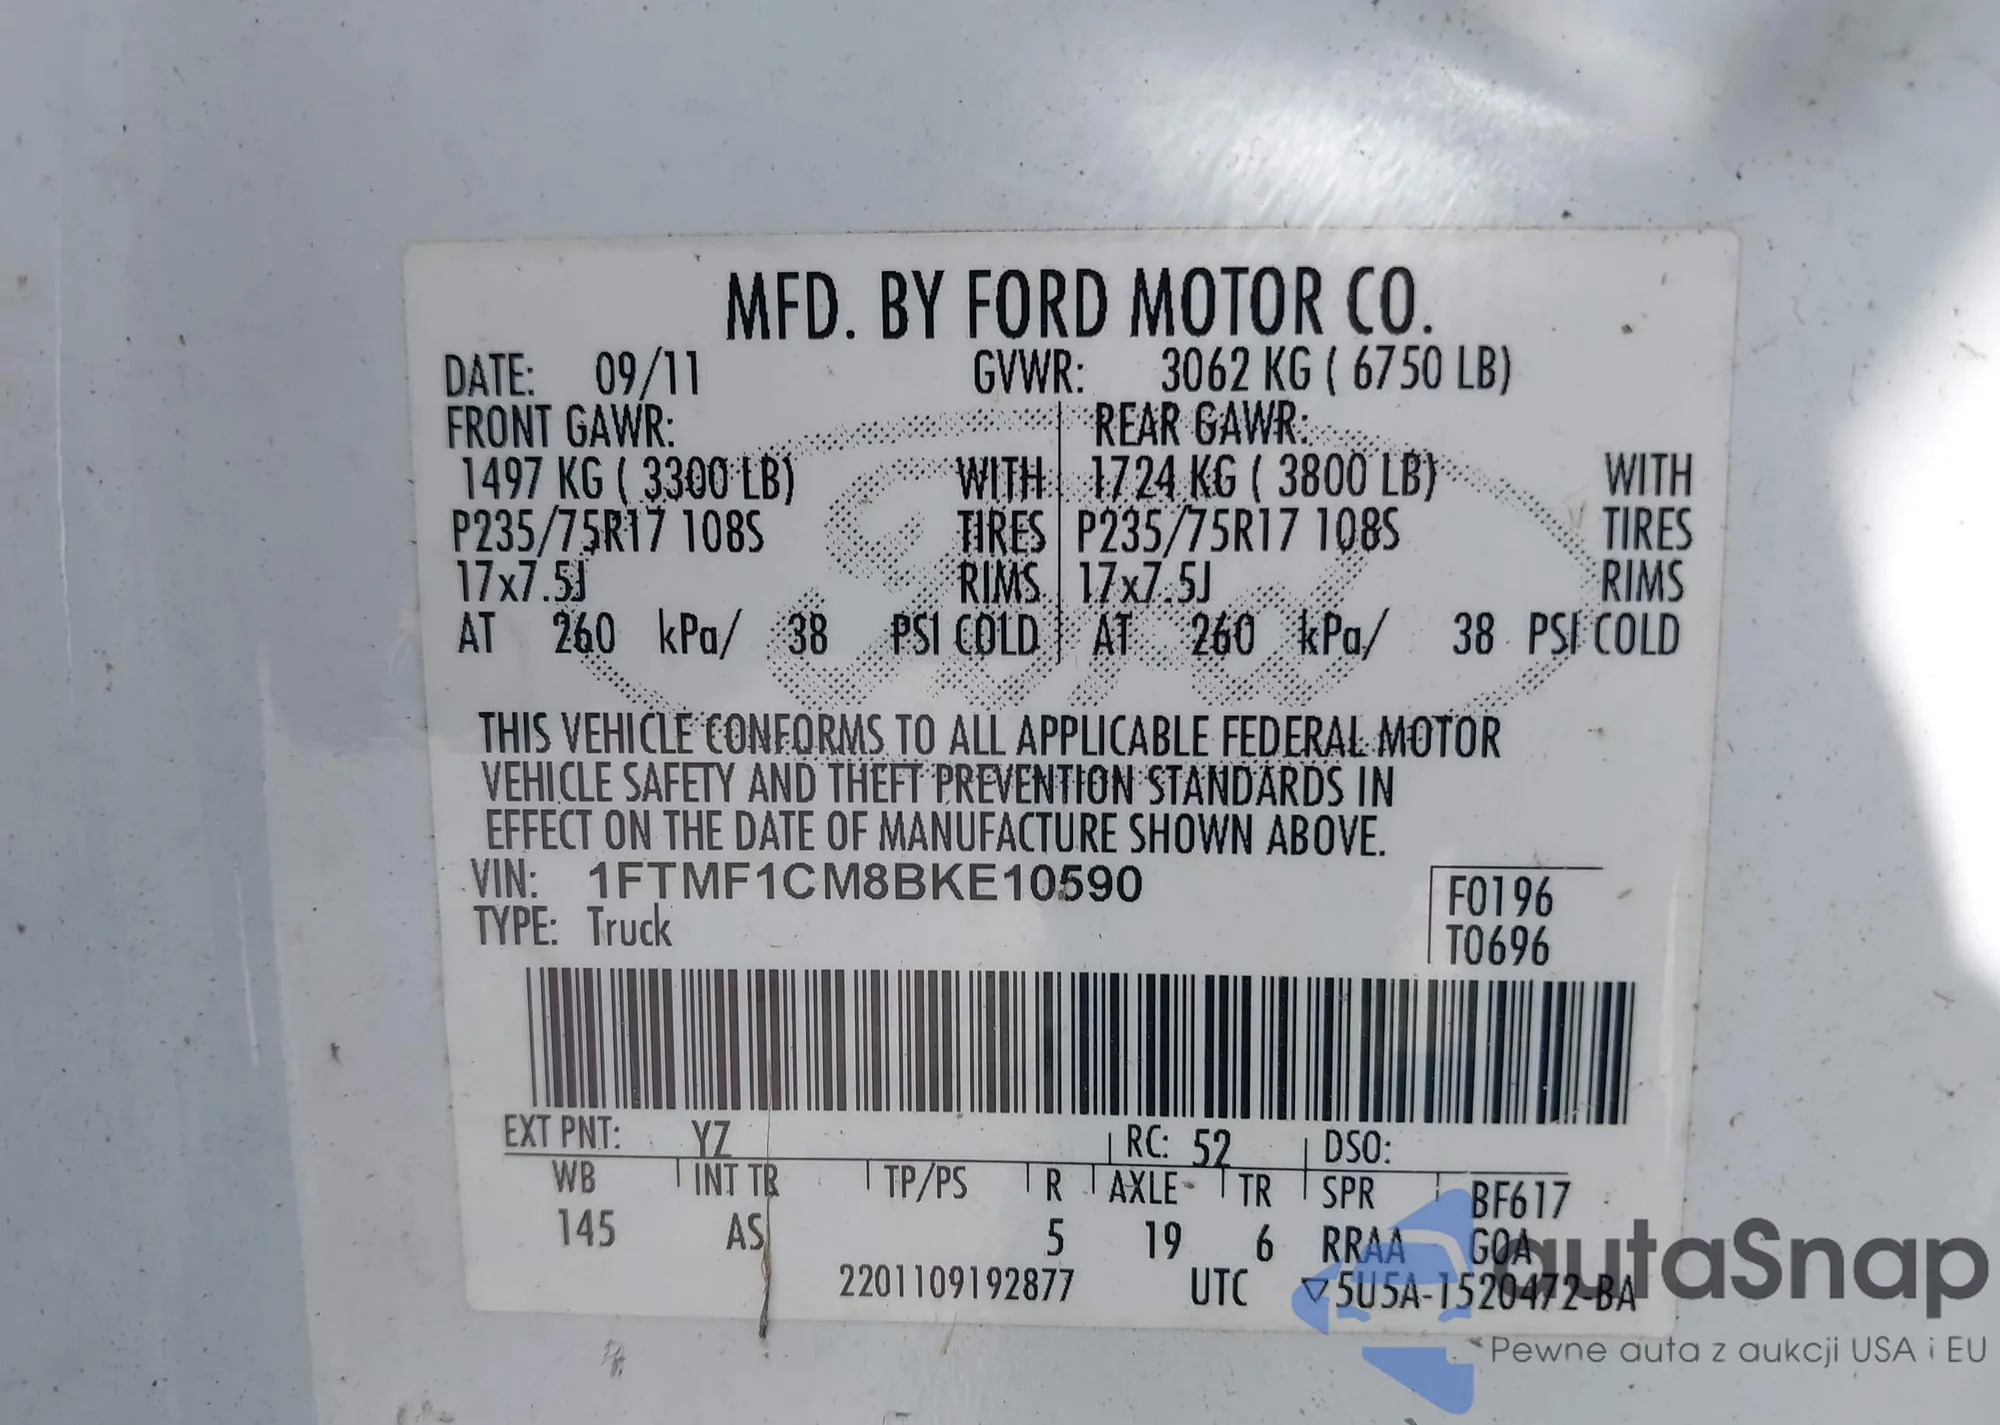 MFD. BY FORD MOTOR CO.
DATE: 09/11 GVWR: 3062 KG ( 6750 LB)
FRONT GAWR: REAR GAWR:
1497 KG ( 3300 LB) WITH 1724 KG ( 3800 LB) WITH
P235/75R17 108S TIRES P235/75R17 108S TIRES
17x7.5J RIMS 17x7.5J RIMS
AT 260 kPa/ 38 PSI COLD AT 260 kPa/ 38 PSI COLD
THIS VEHICLE CONFORMS TO ALL APPLICABLE FEDERAL MOTOR
VEHICLE SAFETY AND THEFT PREVENTION STANDARDS IN
EFFECT ON THE DATE OF MANUFACTURE SHOWN ABOVE.
VIN: 1FTMF1CM8BKE10590 F0196
TYPE: Truck T0696
EXT PNT: YZ RC: 52 DSO:
WB INT TR TP/PS R AXLE TR SPR BF617
145 AS 5 19 6 RRAA GOA
2201109192877 UTC ▽5U5A-1520472-BA
autaSnap
Pewne auta z aukcji USA i EU